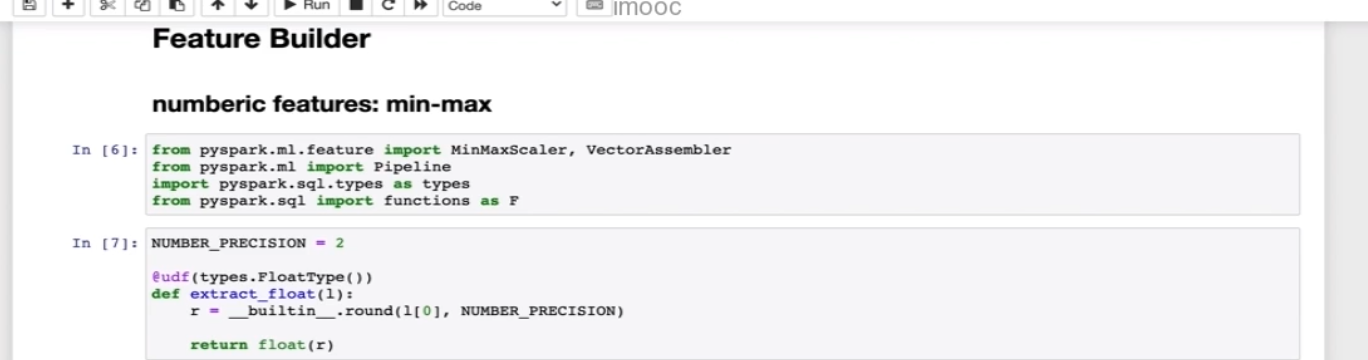 Run
Code
imooc
Feature Builder
numberic features: min-max
In [6]:
from pyspark.ml.feature import MinMaxScaler, VectorAssembler
from pyspark.ml import Pipeline
import pyspark.sql.types as types
from pyspark.sql import functions as F
In [7]:
NUMBER_PRECISION = 2
@udf(types.FloatType())
def extract_float(l):
    r = __builtin__.round(l[0], NUMBER_PRECISION)
    return float(r)